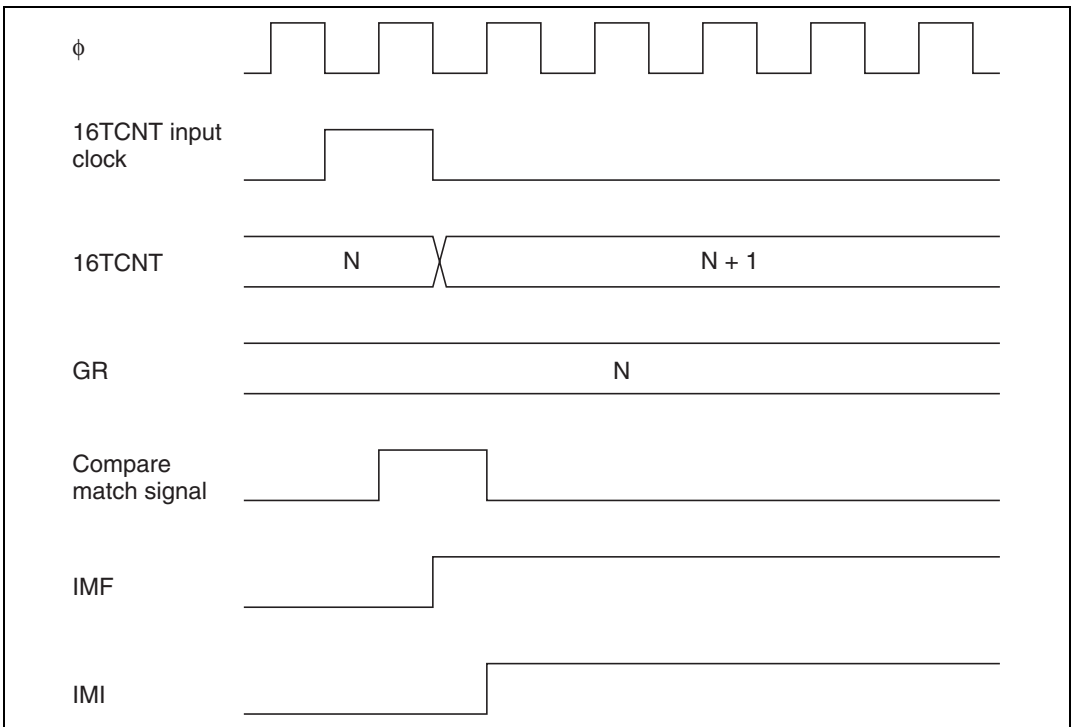 ϕ
16TCNT input
clock
16TCNT
N
N + 1
GR
N
Compare
match signal
IMF
IMI